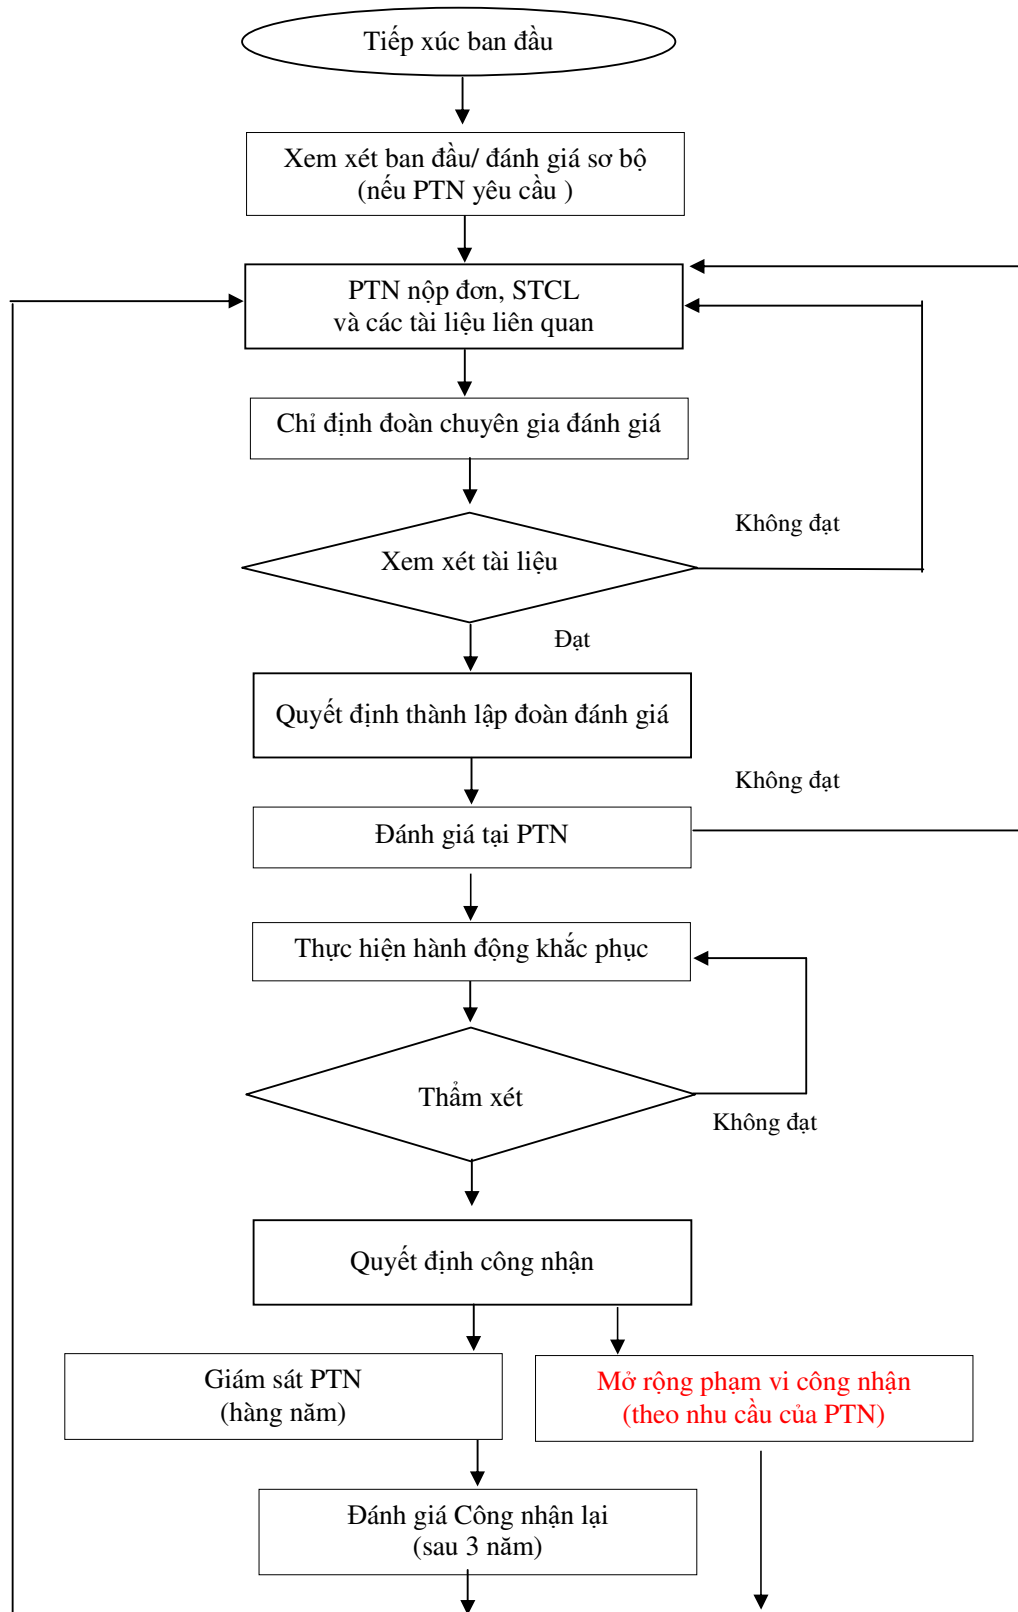 Tiếp xúc ban đầu
Xem xét ban đầu/ đánh giá sơ bộ
(nếu PTN yêu cầu )
PTN nộp đơn, STCL
và các tài liệu liên quan
Chỉ định đoàn chuyên gia đánh giá
Không đạt
Xem xét tài liệu
Đạt
Quyết định thành lập đoàn đánh giá
Không đạt
Đánh giá tại PTN
Thực hiện hành động khắc phục
Thẩm xét
Không đạt
Quyết định công nhận
Giám sát PTN
(hàng năm)
Mở rộng phạm vi công nhận
(theo nhu cầu của PTN)
Đánh giá Công nhận lại
(sau 3 năm)